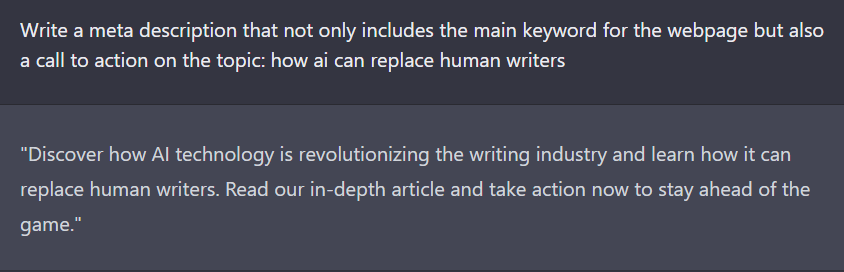 Write a meta description that not only includes the main keyword for the webpage but also
a call to action on the topic: how ai can replace human writers
"Discover how AI technology is revolutionizing the writing industry and learn how it can
replace human writers. Read our in-depth article and take action now to stay ahead of the
game."